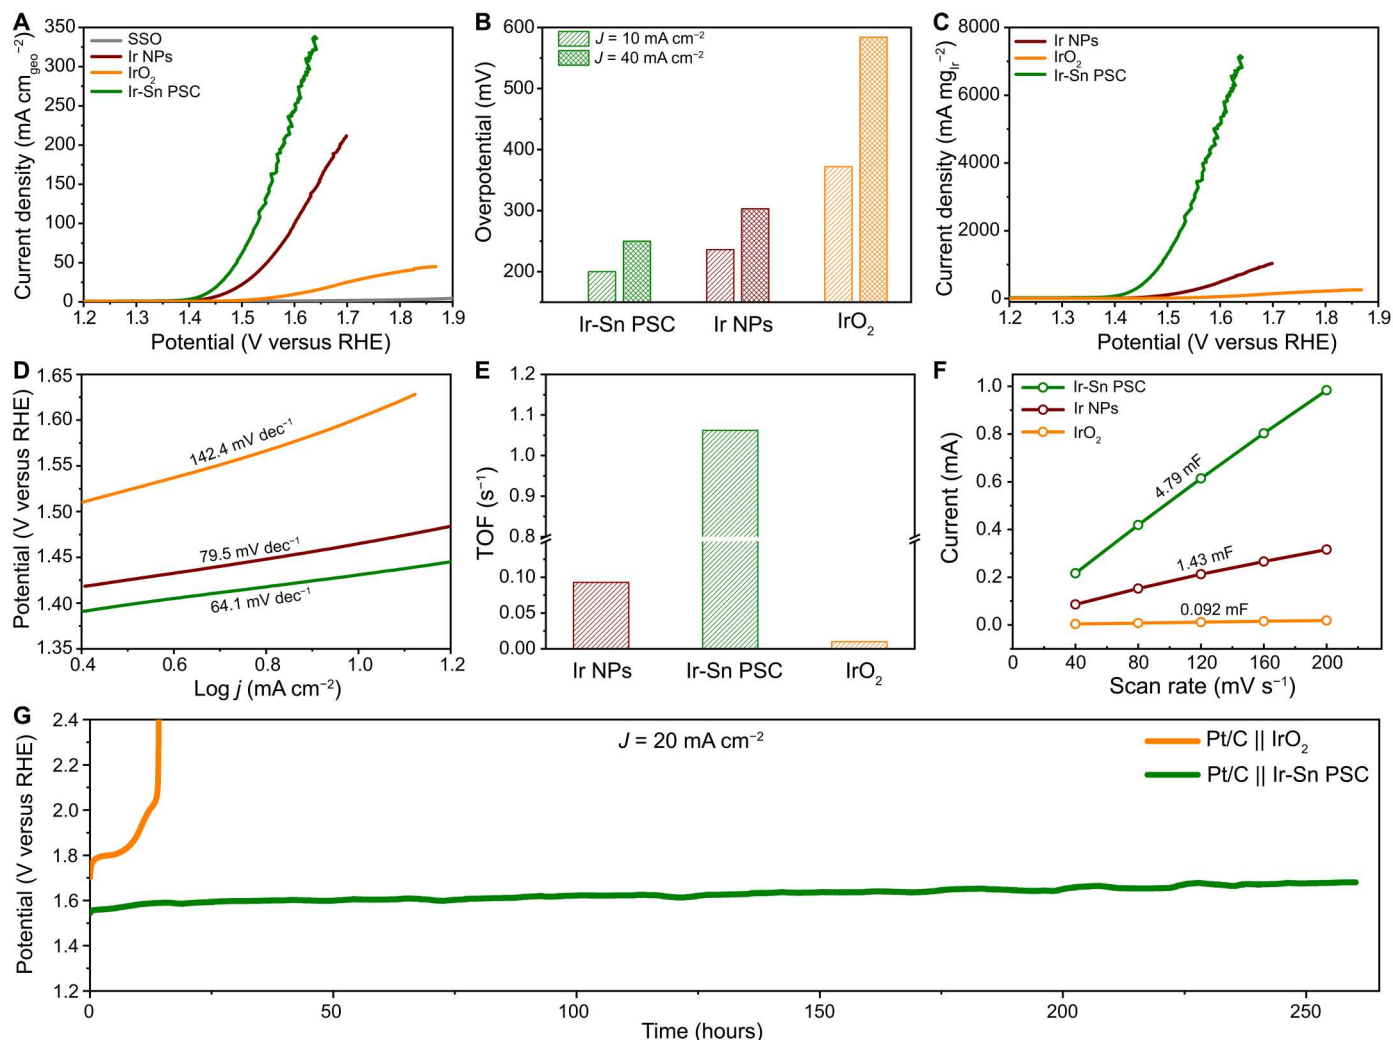 A
350
300
250
200
150
100
50
0
Current density (mA cm_geo⁻²)
SSO
Ir NPs
IrO₂
Ir-Sn PSC
1.2 1.3 1.4 1.5 1.6 1.7 1.8 1.9
Potential (V versus RHE)
B
600
500
400
300
200
Overpotential (mV)
J = 10 mA cm⁻²
J = 40 mA cm⁻²
Ir-Sn PSC Ir NPs IrO₂
C
8000
6000
4000
2000
0
Current density (mA mg_Ir⁻²)
Ir NPs
IrO₂
Ir-Sn PSC
1.2 1.3 1.4 1.5 1.6 1.7 1.8 1.9
Potential (V versus RHE)
D
1.65
1.60
1.55
1.50
1.45
1.40
1.35
Potential (V versus RHE)
142.4 mV dec⁻¹
79.5 mV dec⁻¹
64.1 mV dec⁻¹
0.4 0.6 0.8 1.0 1.2
Log j (mA cm⁻²)
E
1.2
1.1
1.0
0.9
0.8
0.10
0.05
0.00
TOF (s⁻¹)
Ir NPs Ir-Sn PSC IrO₂
F
1.0
0.8
0.6
0.4
0.2
0.0
Current (mA)
Ir-Sn PSC
Ir NPs
IrO₂
4.79 mF
1.43 mF
0.092 mF
0 40 80 120 160 200
Scan rate (mV s⁻¹)
G
2.4
2.2
2.0
1.8
1.6
1.4
1.2
Potential (V versus RHE)
J = 20 mA cm⁻²
Pt/C || IrO₂
Pt/C || Ir-Sn PSC
0 50 100 150 200 250
Time (hours)